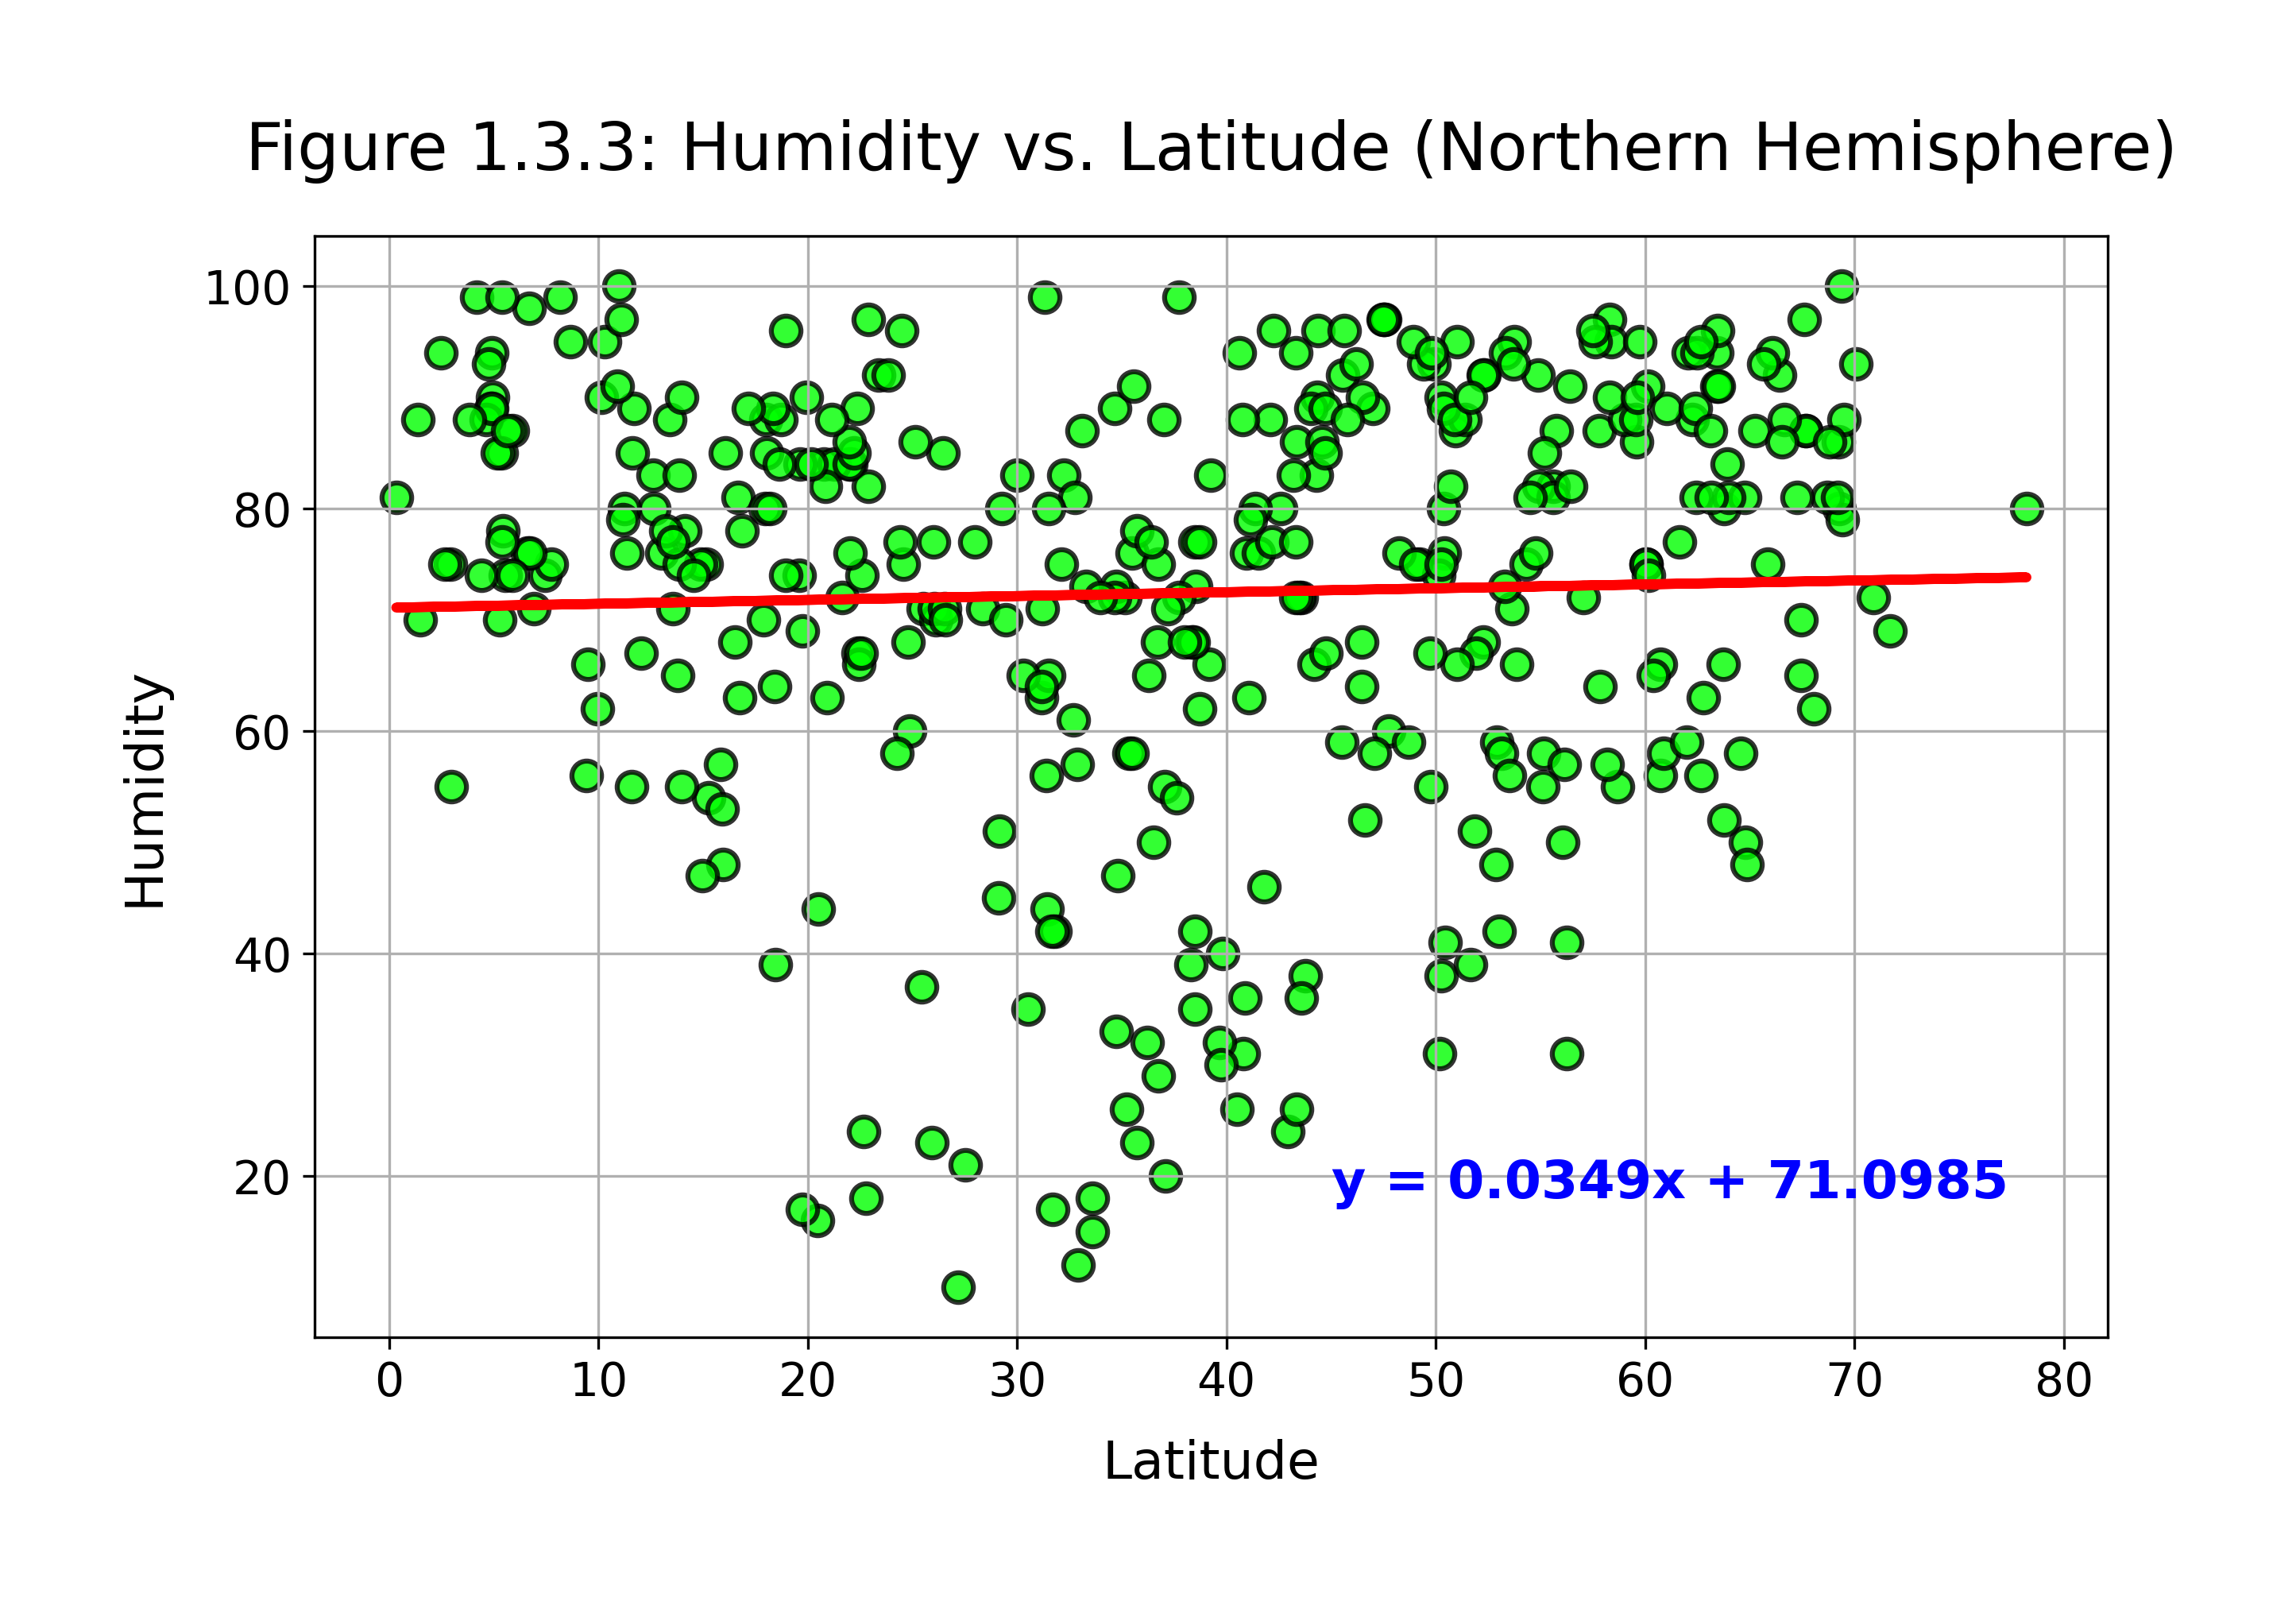 Figure 1.3.3: Humidity vs. Latitude (Northern Hemisphere)
100
80
60
40
20
Humidity
y = 0.0349x + 71.0985
0 10 20 30 40 50 60 70 80
Latitude